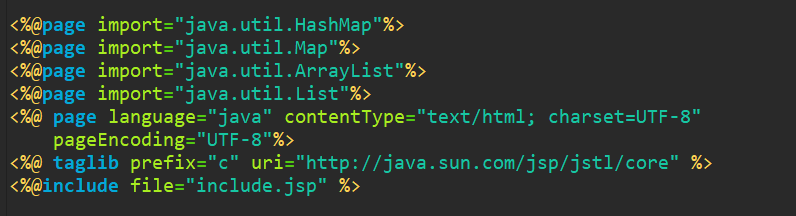 <%@page import="java.util.HashMap"%>
<%@page import="java.util.Map"%>
<%@page import="java.util.ArrayList"%>
<%@page import="java.util.List"%>
<%@ page language="java" contentType="text/html; charset=UTF-8"
    pageEncoding="UTF-8"%>
<%@ taglib prefix="c" uri="http://java.sun.com/jsp/jstl/core" %>
<%@include file="include.jsp" %>